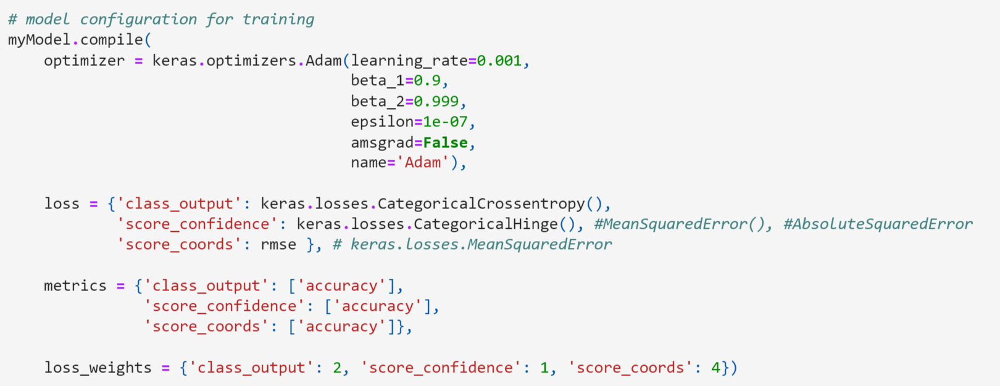 # model configuration for training
myModel.compile(
    optimizer = keras.optimizers.Adam(learning_rate=0.001,
                                      beta_1=0.9,
                                      beta_2=0.999,
                                      epsilon=1e-07,
                                      amsgrad=False,
                                      name='Adam'),
    loss = {'class_output': keras.losses.CategoricalCrossentropy(),
            'score_confidence': keras.losses.CategoricalHinge(), #MeanSquaredError(), #AbsoluteSquaredError
            'score_coords': rmse }, # keras.losses.MeanSquaredError
    metrics = {'class_output': ['accuracy'],
               'score_confidence': ['accuracy'],
               'score_coords': ['accuracy']},
    loss_weights = {'class_output': 2, 'score_confidence': 1, 'score_coords': 4})